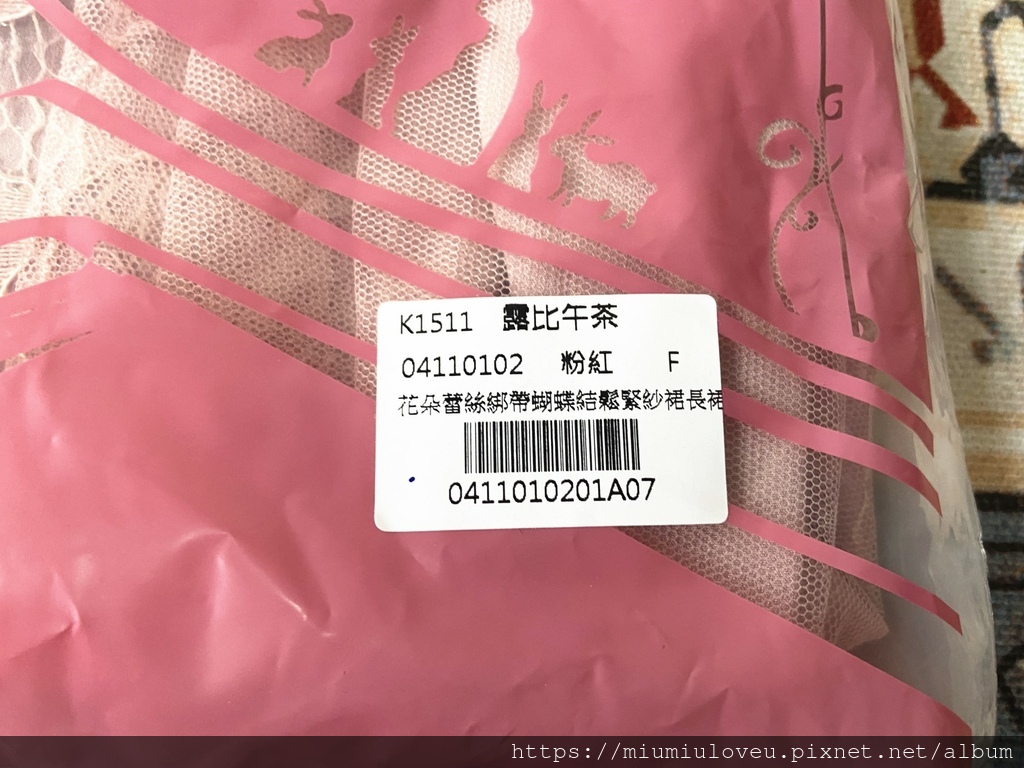 K1511 露比午茶
04110102 粉紅 F
花朵蕾絲綁帶蝴蝶結鬆緊紗裙長裙
0411010201A07
https://miumiuloveu.pixnet.net/album